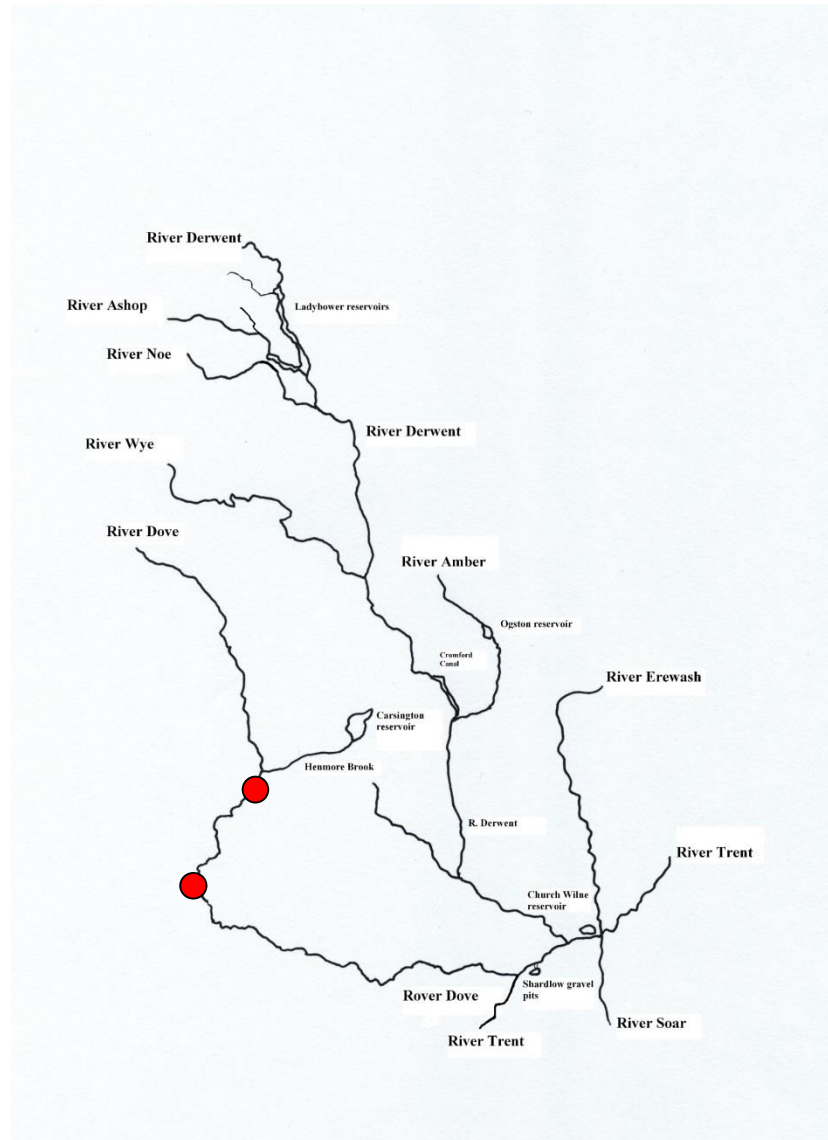 River Derwent
River Ashop
Ladybower reservoirs
River Noe
River Derwent
River Wye
River Dove
River Amber
Ogston reservoir
Cromford
Canal
River Erewash
Carsington
reservoir
Henmore Brook
R. Derwent
River Trent
Church Wilne
reservoir
Shardlow gravel
pits
Rover Dove
River Soar
River Trent